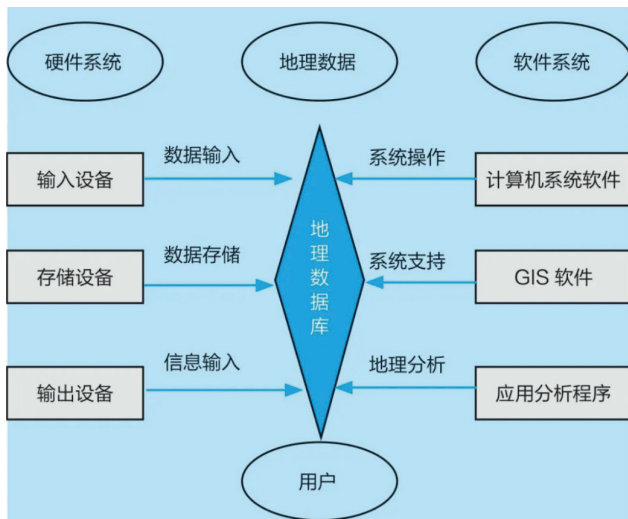 硬件系统
地理数据
软件系统
数据输入
系统操作
输入设备
计算机系统软件
地理数据库
数据存储
系统支持
存储设备
GIS 软件
信息输入
地理分析
输出设备
应用分析程序
用户